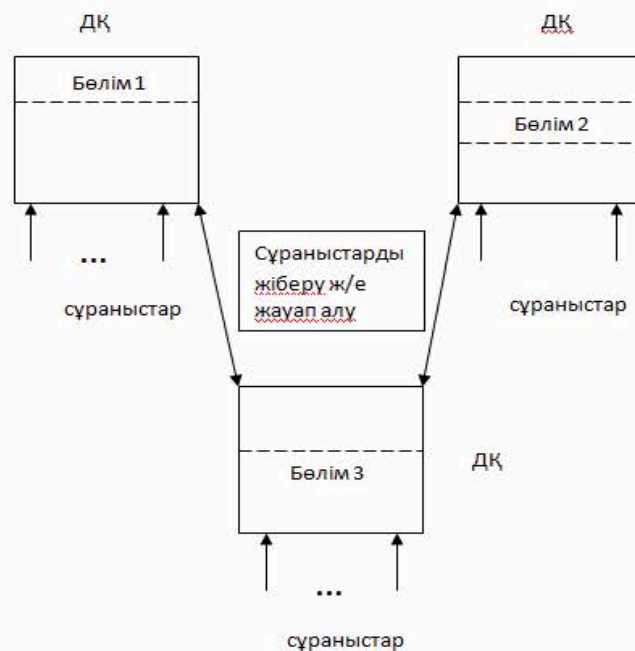 ДҚ
ДҚ
Бөлім 1
Бөлім 2
...
сұраныстар
Сұраныстарды
жіберу ж/е
жауап алу
сұраныстар
Бөлім 3
ДҚ
...
сұраныстар